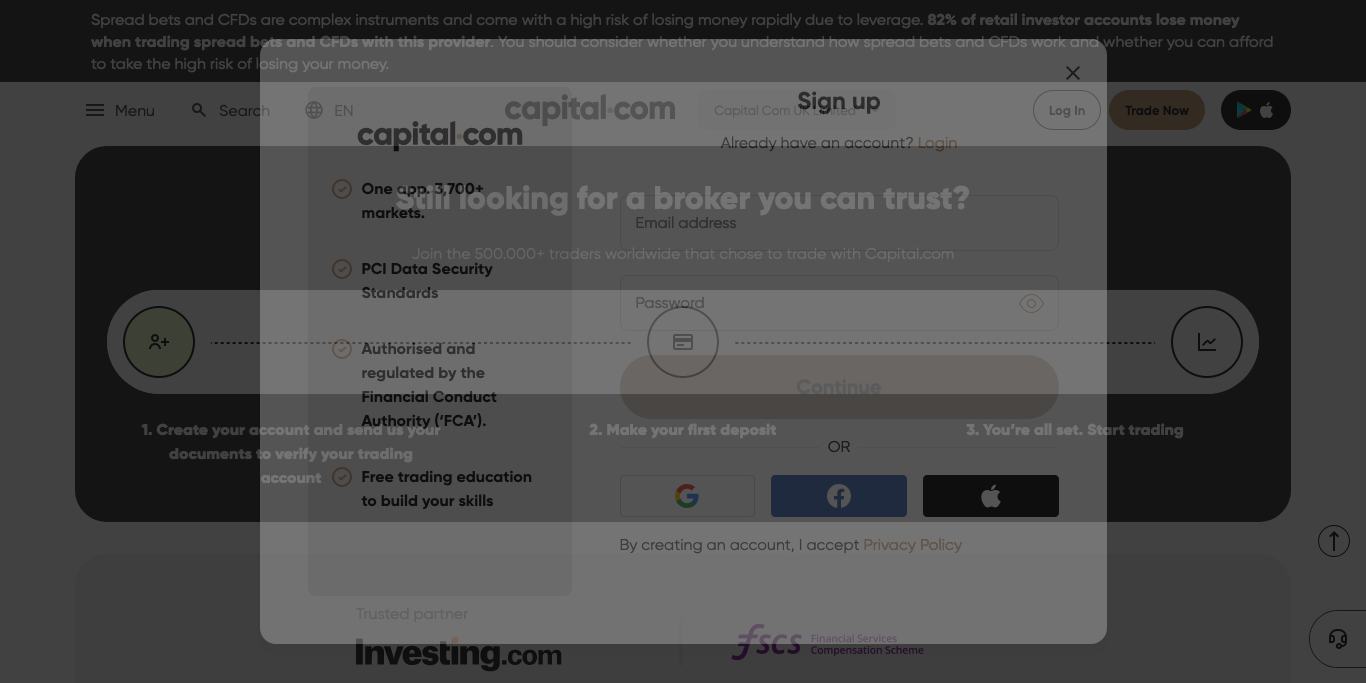 Spread bets and CFDs are complex instruments and come with a high risk of losing money rapidly due to leverage. 82% of retail investor accounts lose money
when trading spread bets and CFDs with this provider. You should consider whether you understand how spread bets and CFDs work and whether you can afford
to take the high risk of losing your money.
Menu
Search
EN
capital.com
Capital Com UK Limited
Log In
Trade Now
Still looking for a broker you can trust?
Join the 500.000+ traders worldwide that chose to trade with Capital.com
1. Create your account and send us your
documents to verify your trading
account
2. Make your first deposit
3. You're all set. Start trading
capital.com
One app. 3,700+
markets.
PCI Data Security
Standards
Authorised and
regulated by the
Financial Conduct
Authority (‘FCA’).
Free trading education
to build your skills
Sign up
Already have an account? Login
Email address
Password
Continue
OR
By creating an account, I accept Privacy Policy
Trusted partner
Investing.com
fscs
Financial Services
Compensation Scheme